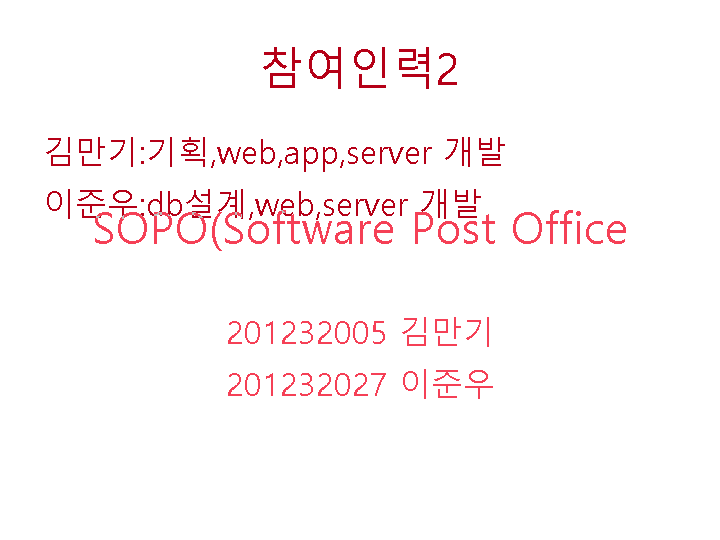 참여인력2
김만기:기획,web,app,server 개발
이준우:db설계,web,server 개발
SOPO(Software Post Office
201232005 김만기
201232027 이준우